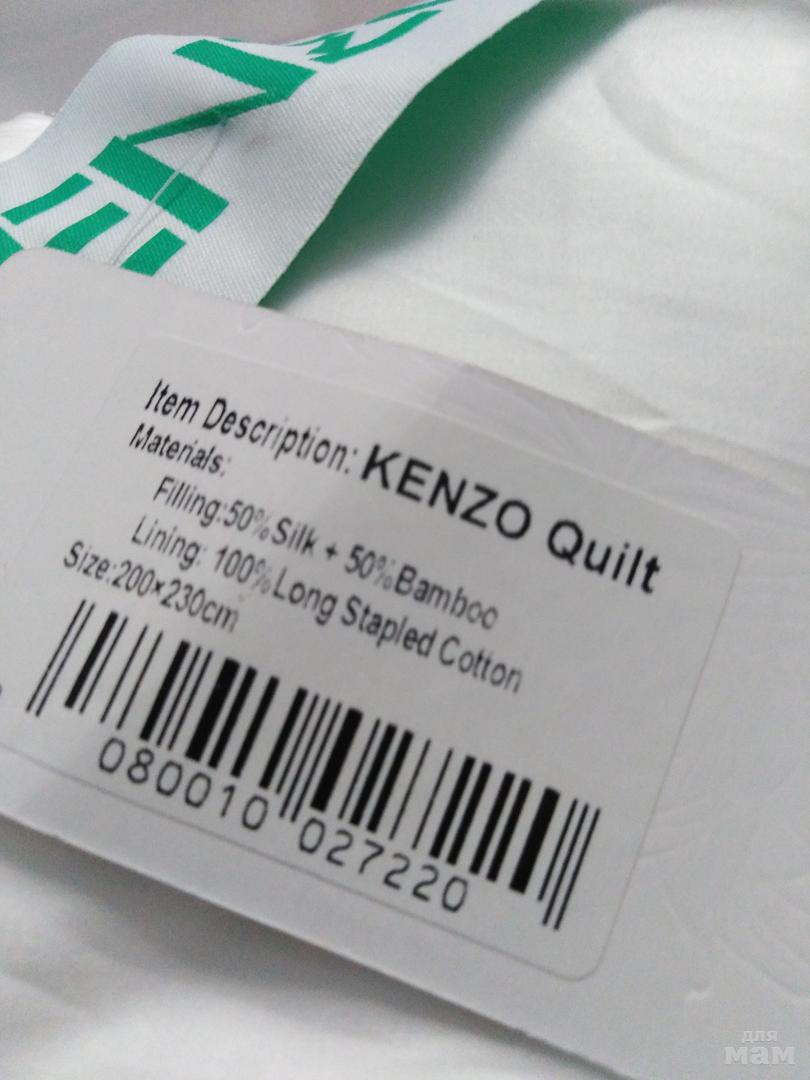 Item Description: KENZO Quilt
Materials:
Filling:50%Silk + 50%Bamboo
Lining: 100%Long Stapled Cotton
Size:200×230cm
080010 027220
для
мам